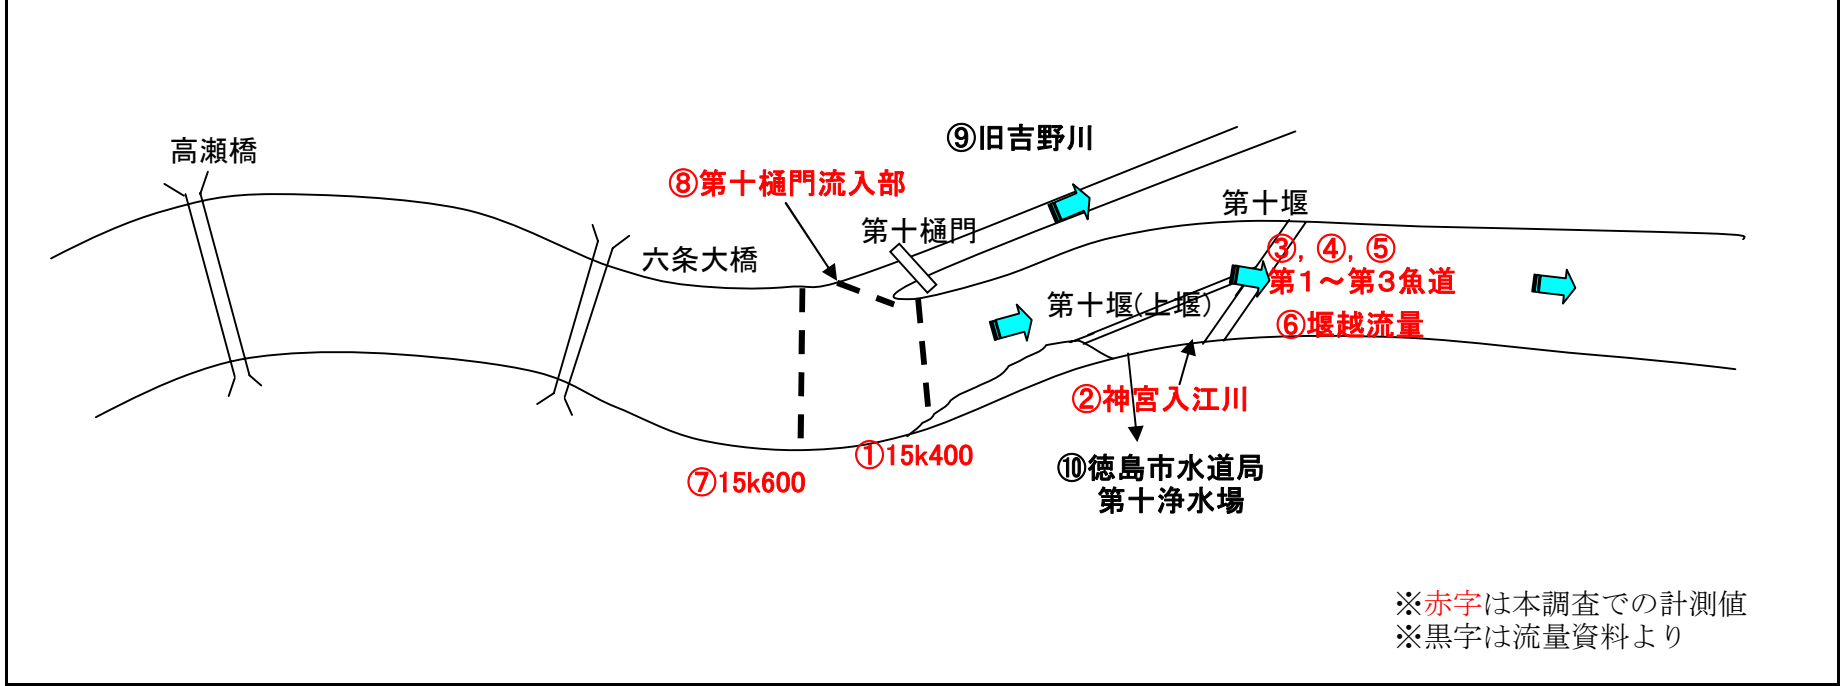 高瀬橋
⑨旧吉野川
⑧第十樋門流入部
第十樋門
第十堰
六条大橋
③, ④, ⑤
第1～第3魚道
第十堰(上堰)
⑥堰越流量
②神宮入江川
①15k400
⑦15k600
⑩徳島市水道局
第十浄水場
※赤字は本調査での計測値
※黒字は流量資料より